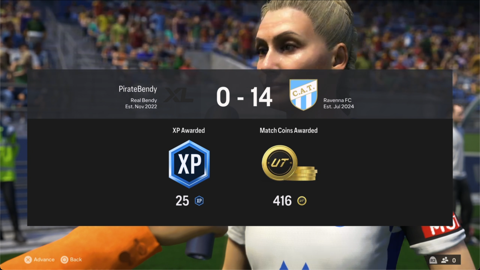 PirateBendy
Real Bendy
Est. Nov 2022
0 - 14
C.A.T.
Ravenna FC
Est. Jul 2024
XP Awarded
XP
25 XP
Match Coins Awarded
UT
416
Advance
Back
0